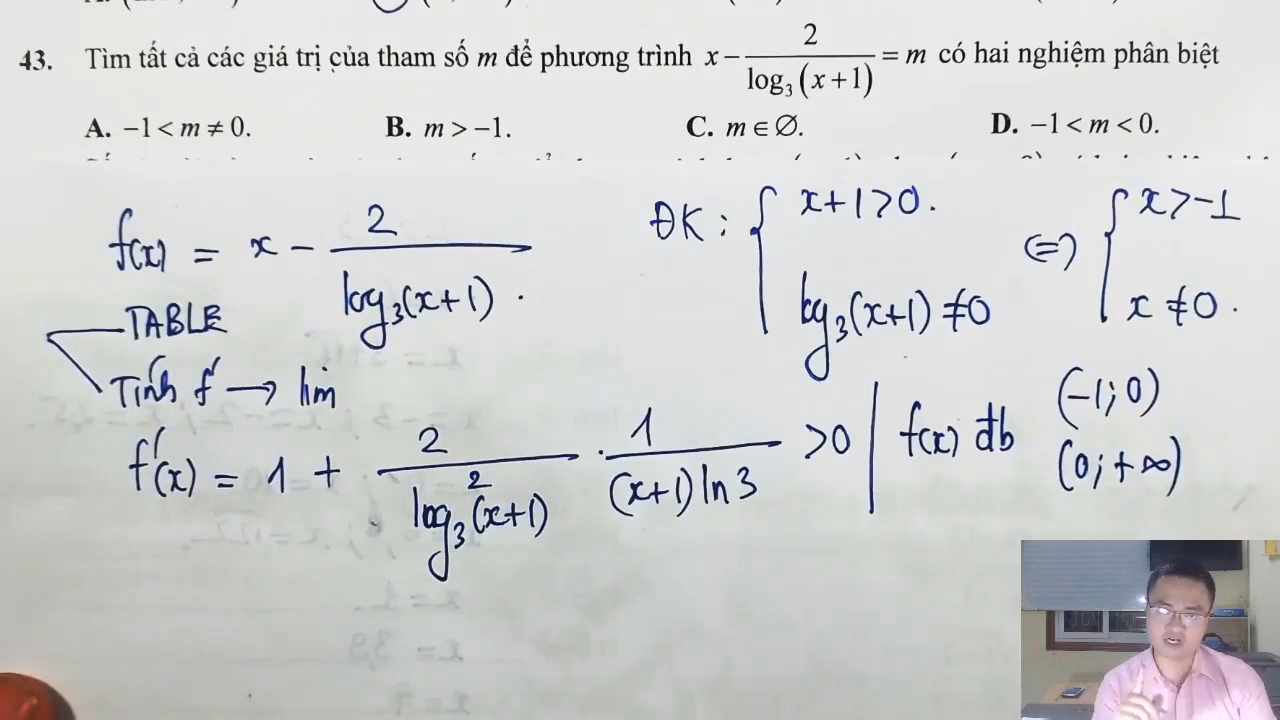 43. Tìm tất cả các giá trị của tham số m để phương trình x − 2/log₃(x+1) = m có hai nghiệm phân biệt
A. −1 < m ≠ 0. B. m > −1. C. m ∈ ∅. D. −1 < m < 0.
f(x) = x − 2/log₃(x+1) .
ĐK : { x+1 > 0 . log₃(x+1) ≠ 0 ⇔ { x > −1 x ≠ 0 .
TABLE
Tính f' → lim
f'(x) = 1 + 2/log₃²(x+1) · 1/((x+1) ln 3) > 0 | f(x) đb (−1; 0) (0; +∞)